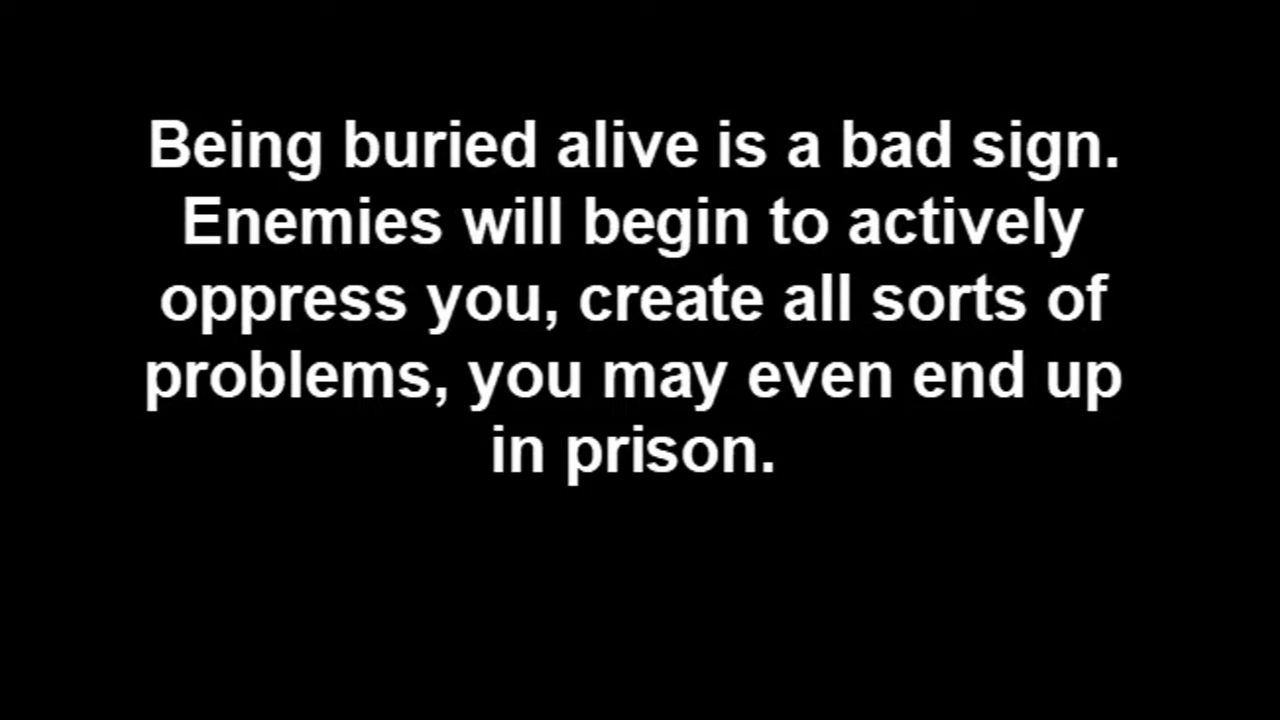 Being buried alive is a bad sign.
Enemies will begin to actively
oppress you, create all sorts of
problems, you may even end up
in prison.